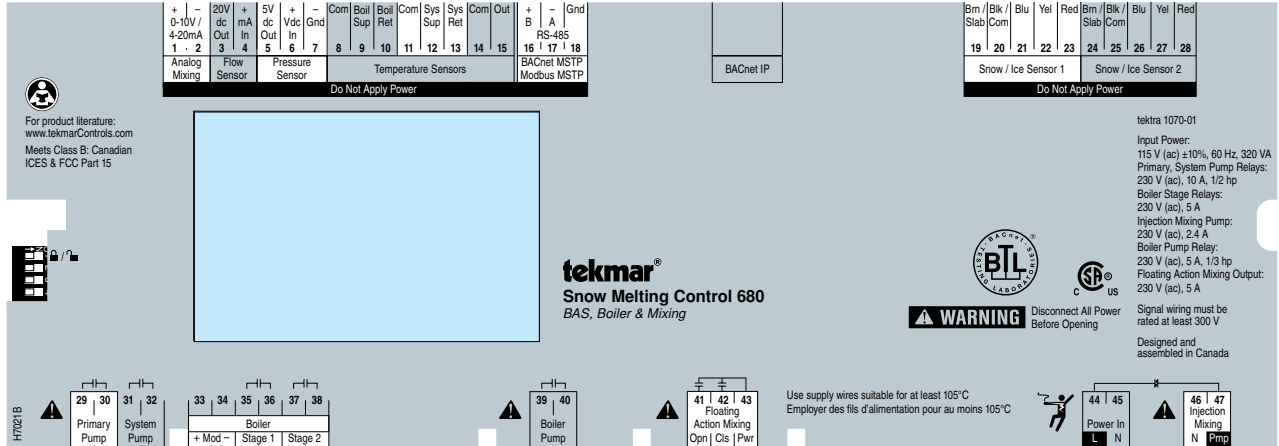 + – 20V + 5V + – Com Boil Boil Com Sys Sys Com Out + – Gnd
0-10V / dc mA dc Vdc Gnd Sup Ret Sup Ret B A
4-20mA Out In Out In RS-485
1 · 2 3 4 5 6 7 8 9 10 11 12 13 14 15 16 17 18
Analog Flow Pressure Temperature Sensors BACnet MSTP
Mixing Sensor Sensor Modbus MSTP
Do Not Apply Power
BACnet IP
Brn / Blk / Blu Yel Red Brn / Blk / Blu Yel Red
Slab Com Slab Com
19 20 21 22 23 24 25 26 27 28
Snow / Ice Sensor 1 Snow / Ice Sensor 2
Do Not Apply Power
For product literature:
www.tekmarControls.com
Meets Class B: Canadian
ICES & FCC Part 15
tektra 1070-01
Input Power:
115 V (ac) ±10%, 60 Hz, 320 VA
Primary, System Pump Relays:
230 V (ac), 10 A, 1/2 hp
Boiler Stage Relays:
230 V (ac), 5 A
Injection Mixing Pump:
230 V (ac), 2.4 A
Boiler Pump Relay:
230 V (ac), 5 A, 1/3 hp
Floating Action Mixing Output:
230 V (ac), 5 A
Signal wiring must be
rated at least 300 V
Designed and
assembled in Canada
tekmar®
Snow Melting Control 680
BAS, Boiler & Mixing
BACnet
BTL®
TESTING LABORATORIES
CSA®
C US
WARNING Disconnect All Power
Before Opening
H7021B
29 30 31 32 33 34 35 36 37 38 39 40 41 42 43
Primary System Boiler Boiler Floating
Pump Pump Pump Action Mixing
+ Mod – Stage 1 Stage 2 Opn Cls Pwr
Use supply wires suitable for at least 105°C
Employer des fils d'alimentation pour au moins 105°C
44 45 46 47
Power In Injection
Mixing
L N N Pmp